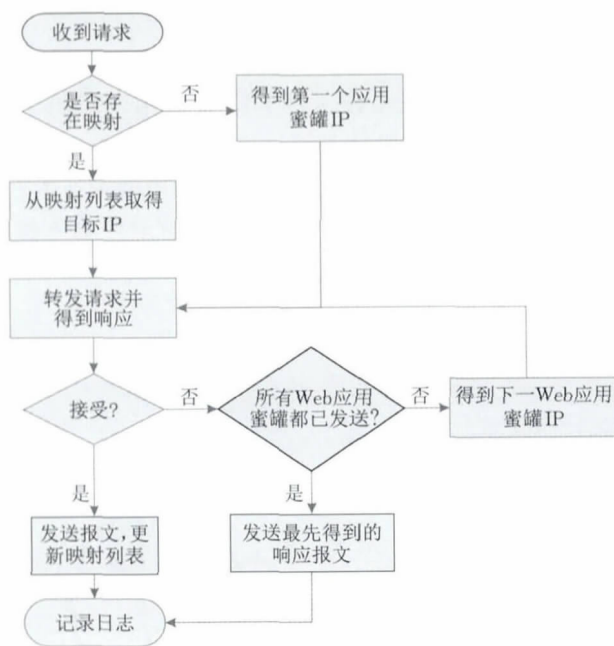 收到请求
是否存
在映射
否
得到第一个应用
蜜罐IP
是
从映射列表取得
目标IP
转发请求并
得到响应
接受?
否
所有Web应用
蜜罐都已发送?
否
得到下一Web应用
蜜罐IP
是
是
发送报文,更
新映射列表
发送最先得到的
响应报文
记录日志